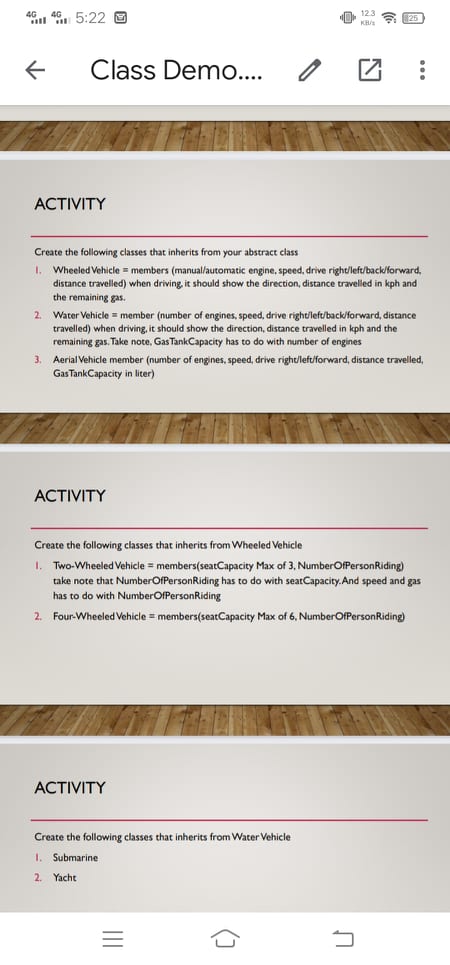 4G 4G 5:22 12.3 KB/s 25
Class Demo....
ACTIVITY
Create the following classes that inherits from your abstract class
1. Wheeled Vehicle = members (manual/automatic engine, speed, drive right/left/back/forward,
distance travelled) when driving, it should show the direction, distance travelled in kph and
the remaining gas.
2. Water Vehicle = member (number of engines, speed, drive right/left/back/forward, distance
travelled) when driving, it should show the direction, distance travelled in kph and the
remaining gas. Take note, GasTankCapacity has to do with number of engines
3. Aerial Vehicle member (number of engines, speed, drive right/left/forward, distance travelled,
GasTankCapacity in liter)
ACTIVITY
Create the following classes that inherits from Wheeled Vehicle
1. Two-Wheeled Vehicle = members(seatCapacity Max of 3, NumberOfPersonRiding)
take note that NumberOfPersonRiding has to do with seatCapacity. And speed and gas
has to do with NumberOfPersonRiding
2. Four-Wheeled Vehicle = members(seatCapacity Max of 6, NumberOfPersonRiding)
ACTIVITY
Create the following classes that inherits from Water Vehicle
1. Submarine
2. Yacht